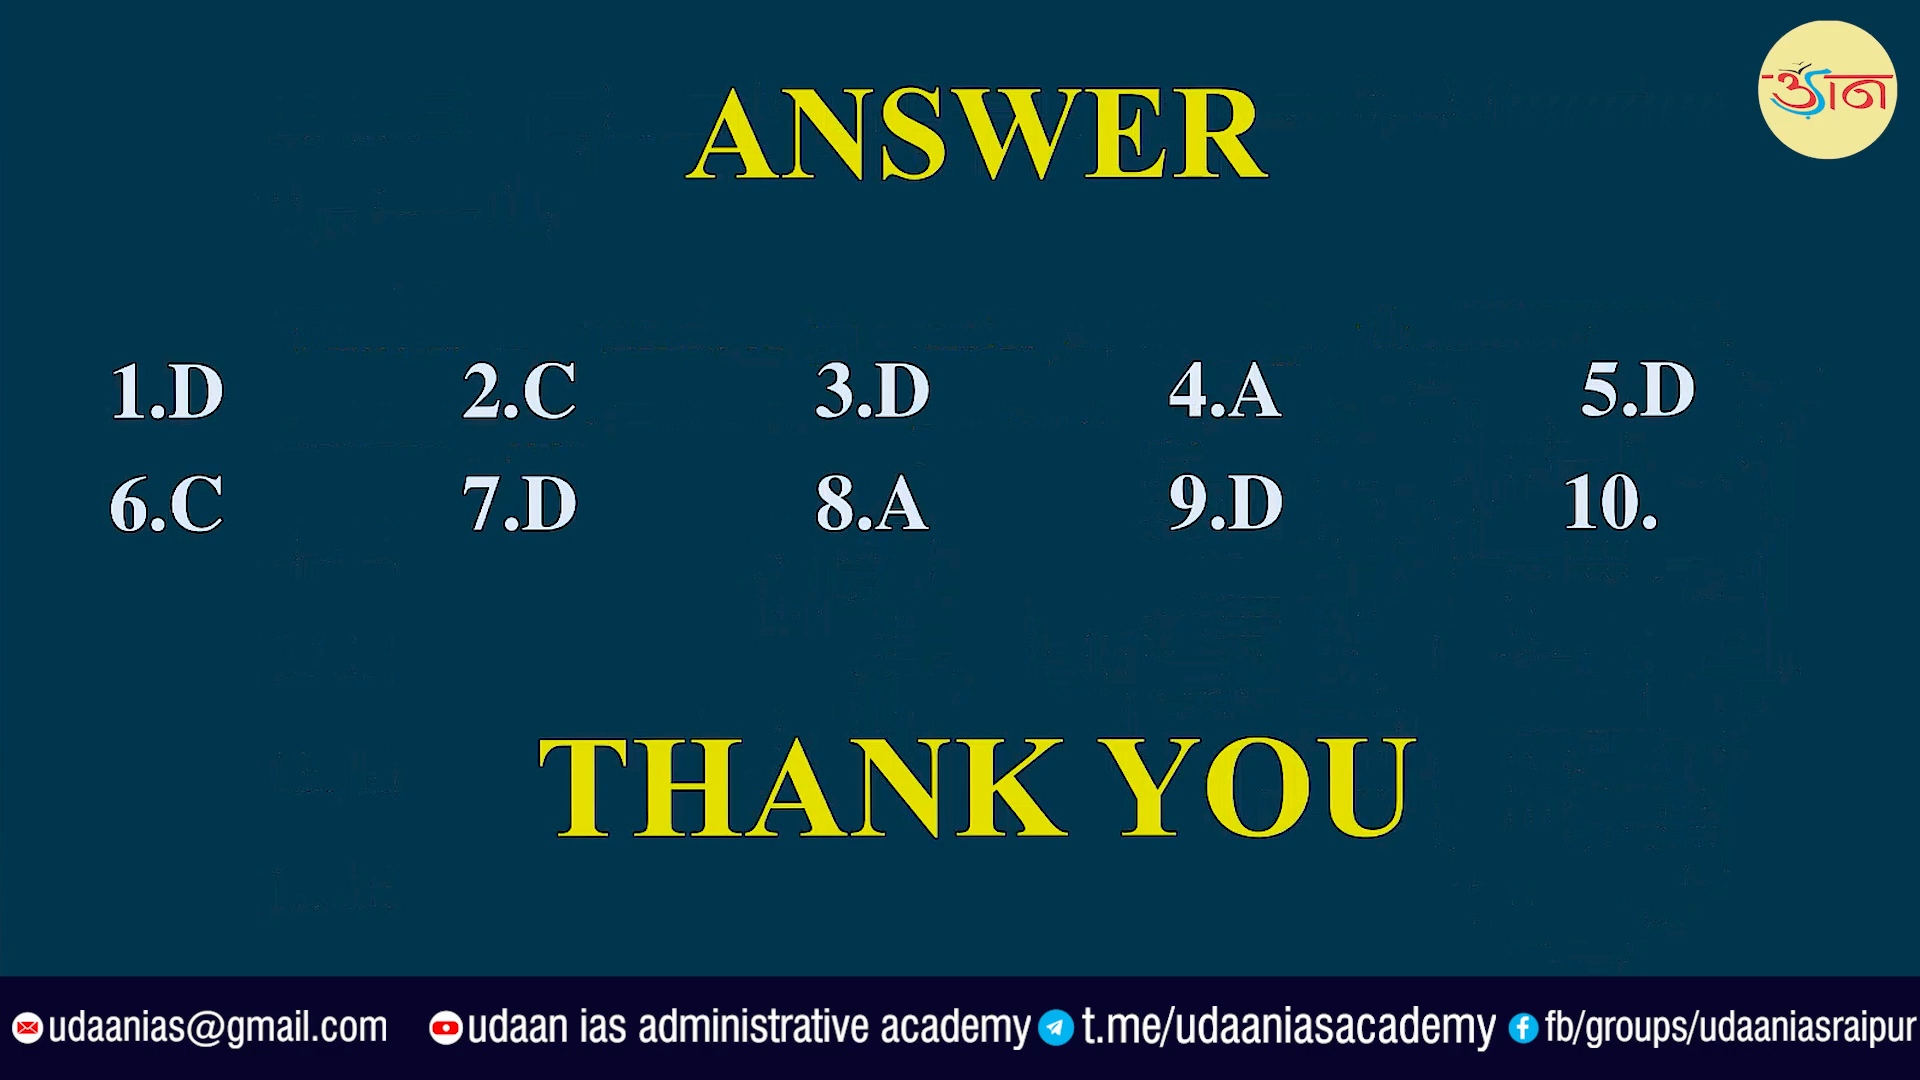 उड़ान
ANSWER
1.D 2.C 3.D 4.A 5.D
6.C 7.D 8.A 9.D 10.
THANK YOU
udaanias@gmail.com udaan ias administrative academy t.me/udaaniasacademy fb/groups/udaaniasraipur